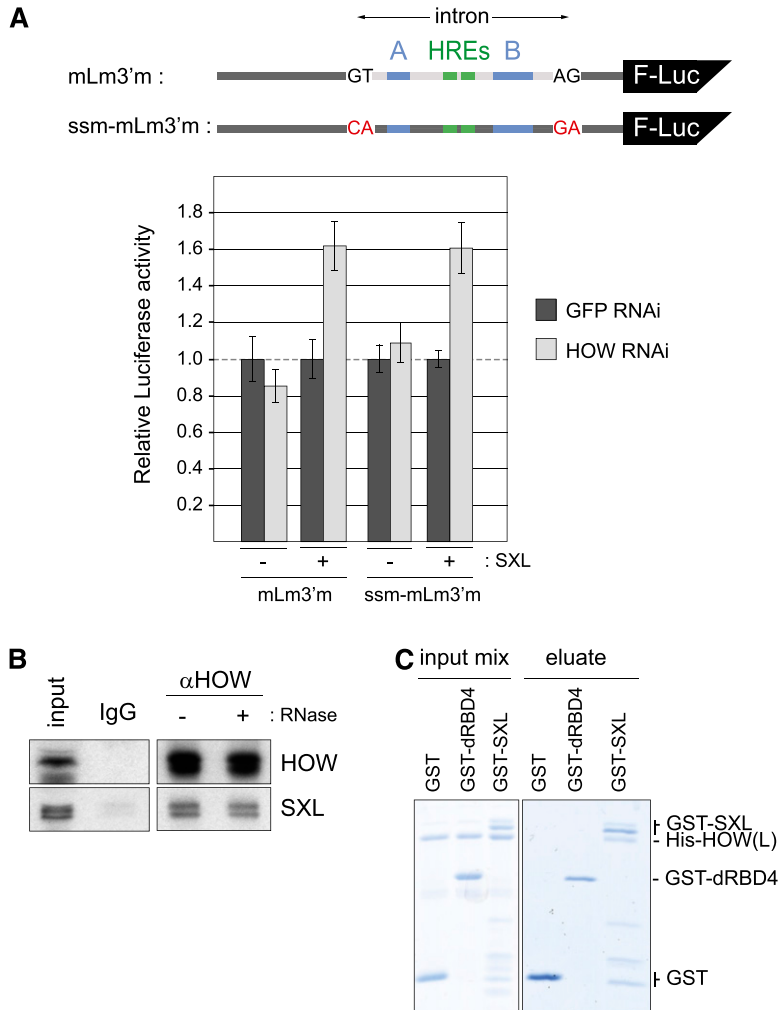 A
intron
A HREs B
mLm3'm : GT AG F-Luc
ssm-mLm3'm : CA GA F-Luc
Relative Luciferase activity
1.8
1.6
1.4
1.2
1.0
0.8
0.6
0.4
0.2
GFP RNAi
HOW RNAi
- + - + : SXL
mLm3'm ssm-mLm3'm
B
input IgG αHOW
- + : RNase
HOW
SXL
C
input mix eluate
GST GST-dRBD4 GST-SXL GST GST-dRBD4 GST-SXL
GST-SXL
His-HOW(L)
GST-dRBD4
GST